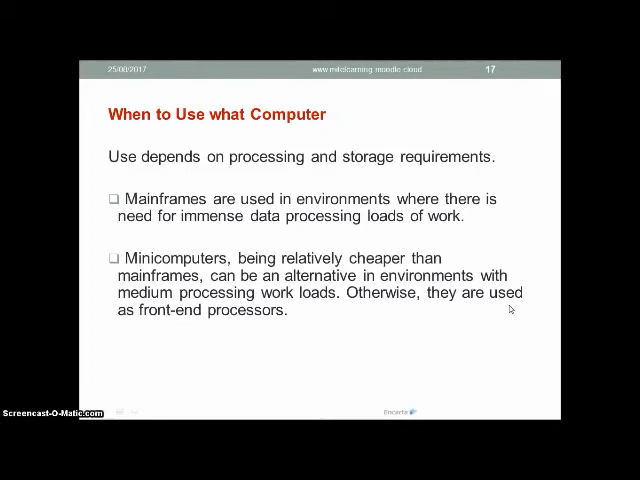 25/08/2017 www.mitelearning.moodle.cloud 17
When to Use what Computer
Use depends on processing and storage requirements.
Mainframes are used in environments where there is
need for immense data processing loads of work.
Minicomputers, being relatively cheaper than
mainframes, can be an alternative in environments with
medium processing work loads. Otherwise, they are used
as front-end processors.
Screencast-O-Matic.com
Encarta